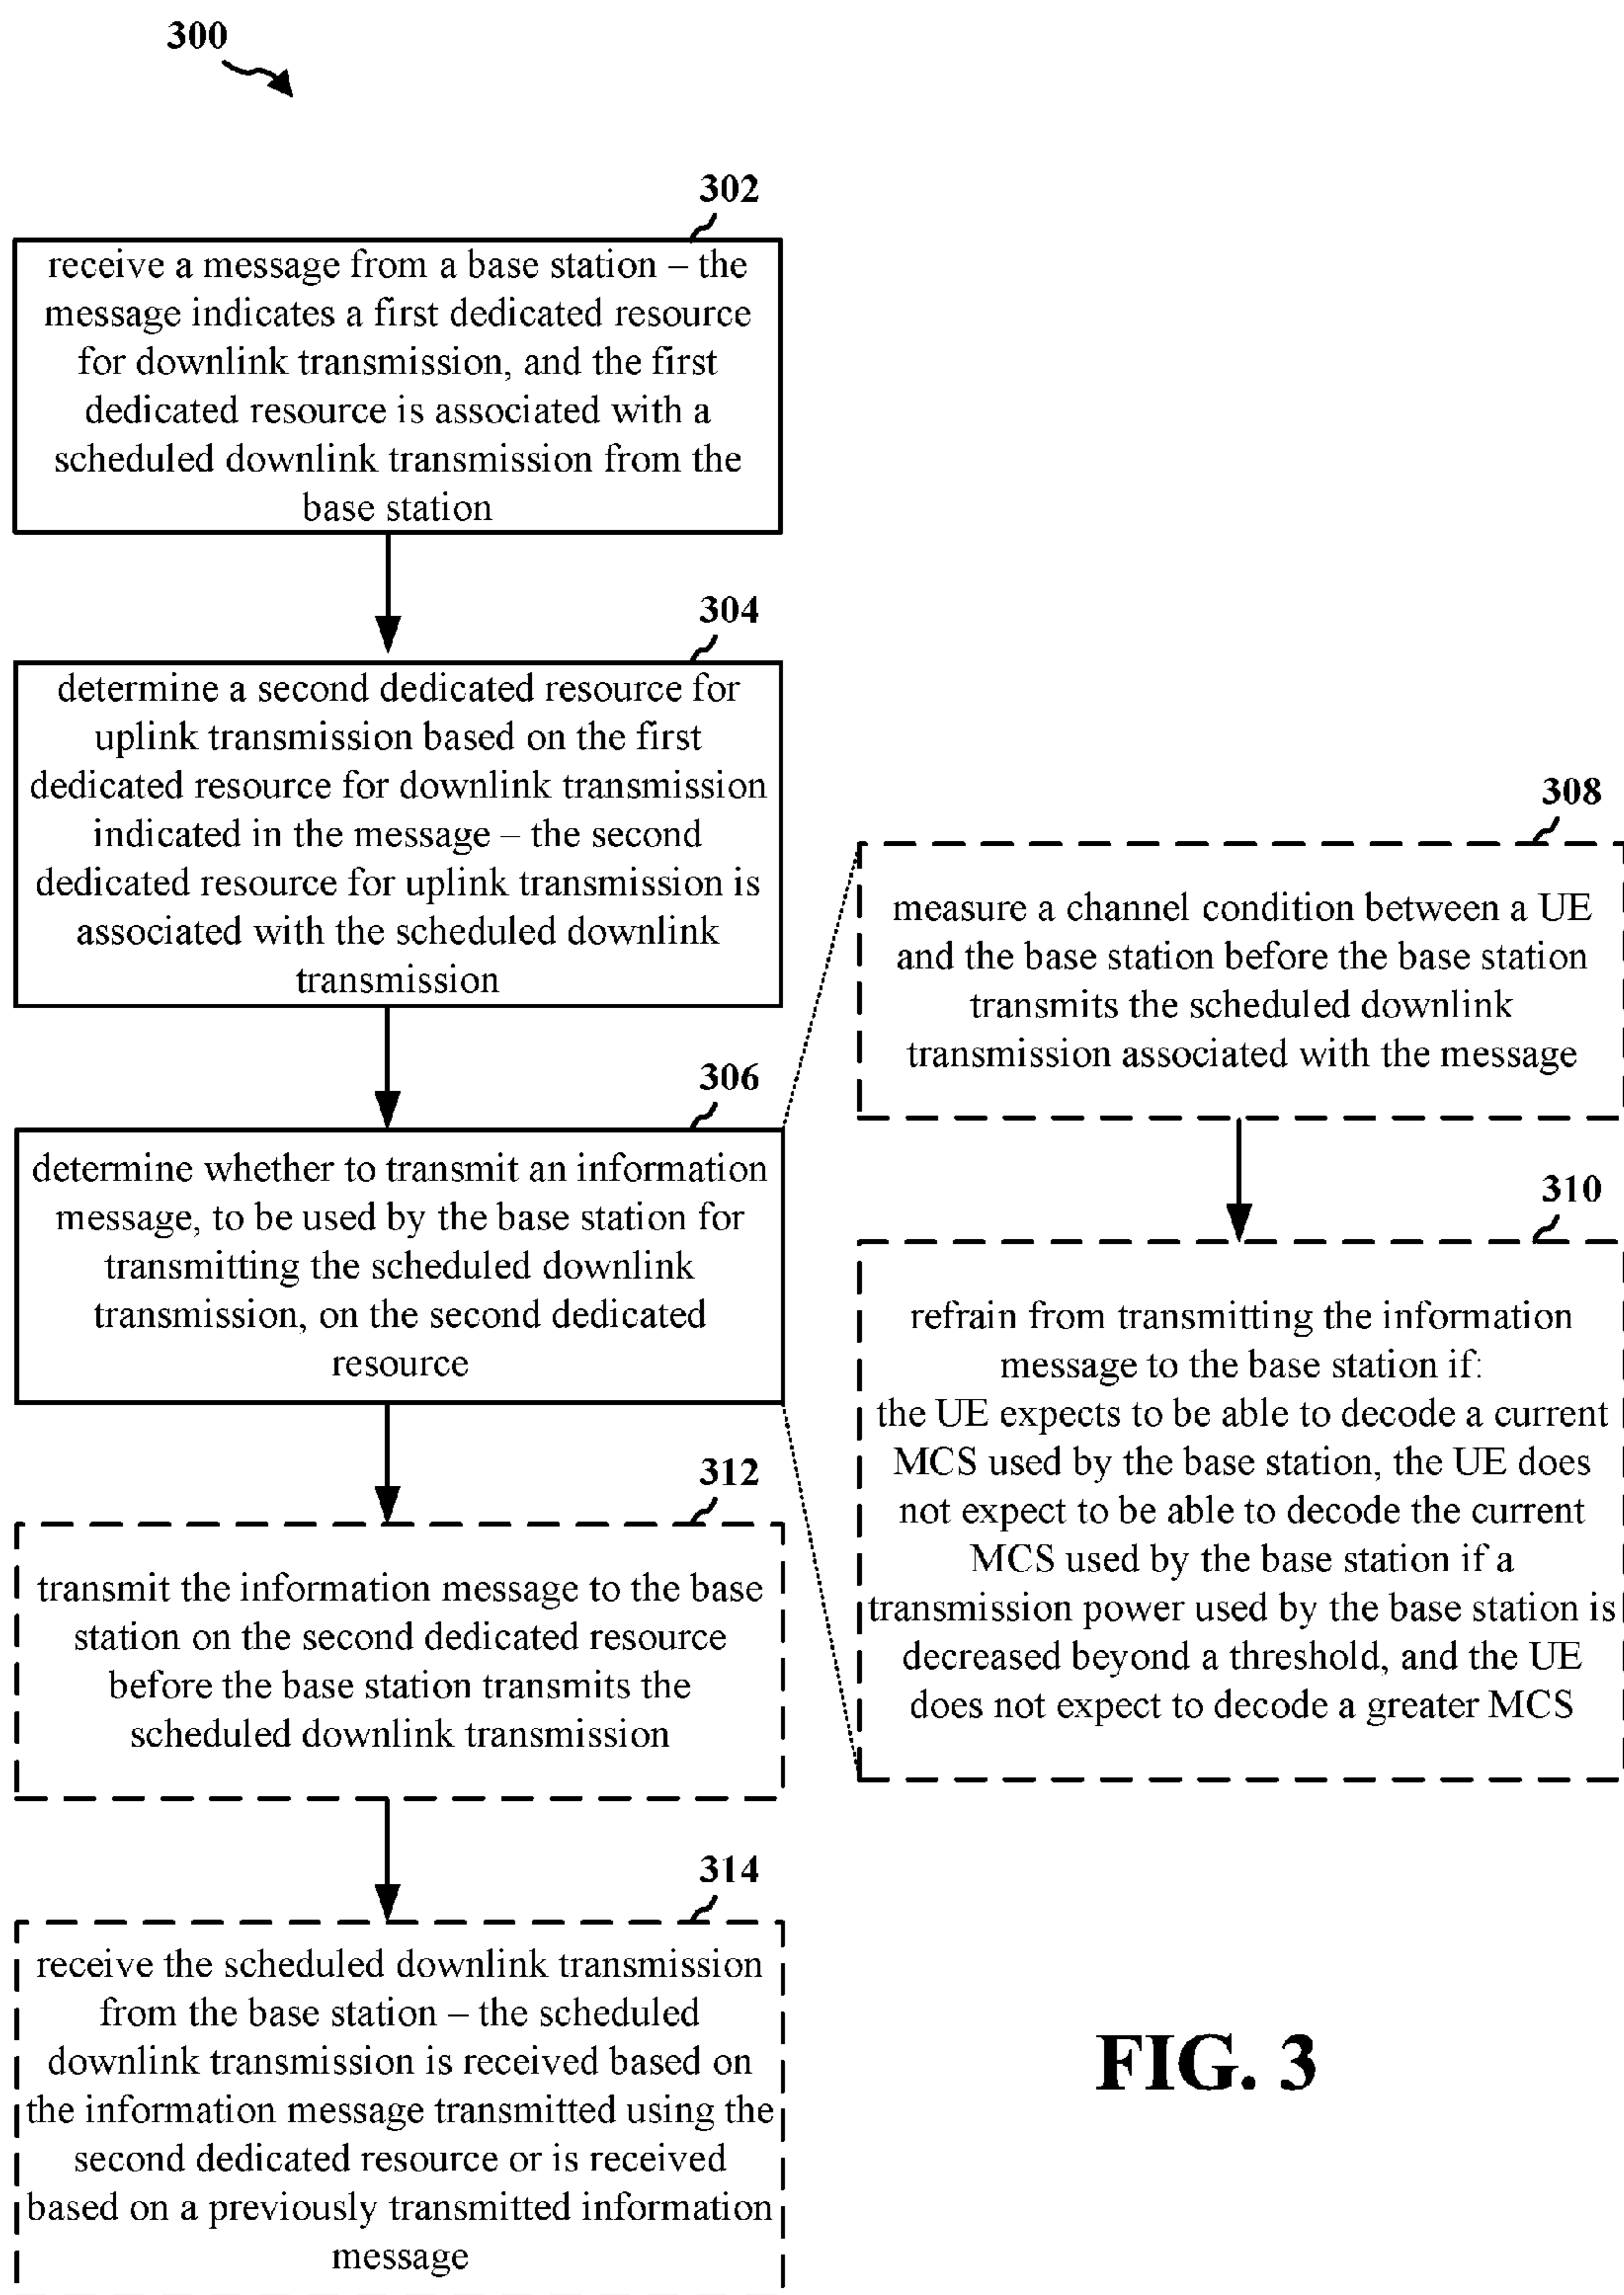 300
302
receive a message from a base station – the
message indicates a first dedicated resource
for downlink transmission, and the first
dedicated resource is associated with a
scheduled downlink transmission from the
base station
304
determine a second dedicated resource for
uplink transmission based on the first
dedicated resource for downlink transmission
indicated in the message – the second
dedicated resource for uplink transmission is
associated with the scheduled downlink
transmission
306
determine whether to transmit an information
message, to be used by the base station for
transmitting the scheduled downlink
transmission, on the second dedicated
resource
308
measure a channel condition between a UE
and the base station before the base station
transmits the scheduled downlink
transmission associated with the message
310
refrain from transmitting the information
message to the base station if:
the UE expects to be able to decode a current
MCS used by the base station, the UE does
not expect to be able to decode the current
MCS used by the base station if a
transmission power used by the base station is
decreased beyond a threshold, and the UE
does not expect to decode a greater MCS
312
transmit the information message to the base
station on the second dedicated resource
before the base station transmits the
scheduled downlink transmission
314
receive the scheduled downlink transmission
from the base station – the scheduled
downlink transmission is received based on
the information message transmitted using the
second dedicated resource or is received
based on a previously transmitted information
message
FIG. 3